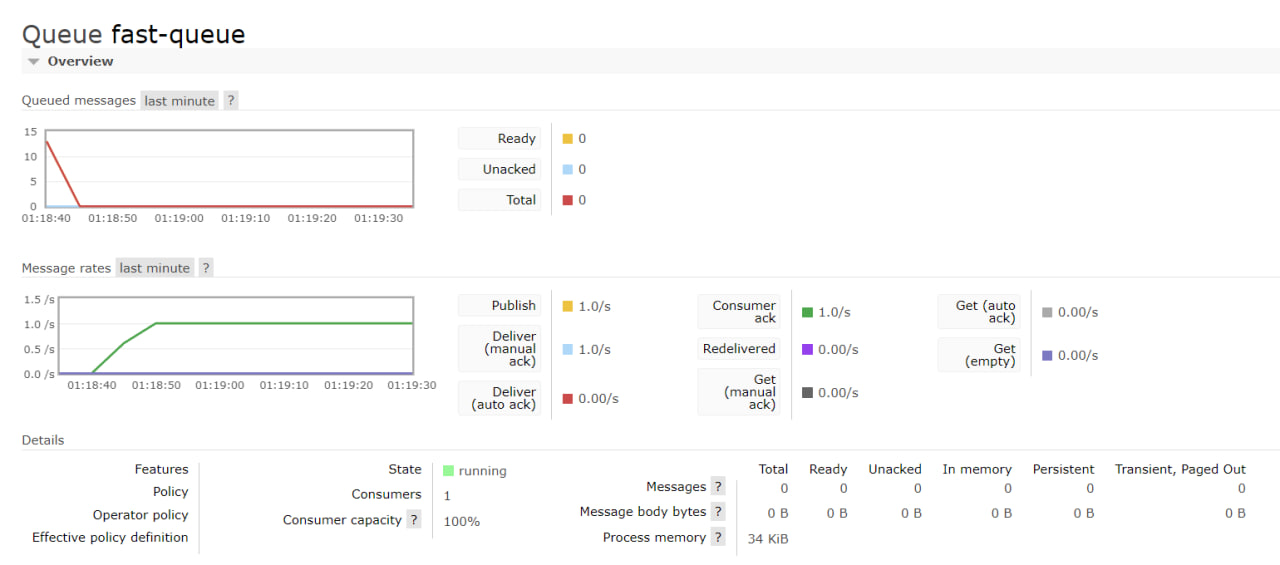 Queue fast-queue
Overview
Queued messages last minute ?
15
10
5
0
01:18:40 01:18:50 01:19:00 01:19:10 01:19:20 01:19:30
Ready 0
Unacked 0
Total 0
Message rates last minute ?
1.5 /s
1.0 /s
0.5 /s
0.0 /s
01:18:40 01:18:50 01:19:00 01:19:10 01:19:20 01:19:30
Publish 1.0/s
Deliver
(manual 1.0/s
ack)
Deliver
(auto ack) 0.00/s
Consumer
ack 1.0/s
Redelivered 0.00/s
Get
(manual 0.00/s
ack)
Get (auto
ack) 0.00/s
Get
(empty) 0.00/s
Details
Features
Policy
Operator policy
Effective policy definition
State running
Consumers 1
Consumer capacity ? 100%
Total Ready Unacked In memory Persistent Transient, Paged Out
Messages ? 0 0 0 0 0 0
Message body bytes ? 0 B 0 B 0 B 0 B 0 B 0 B
Process memory ? 34 KiB